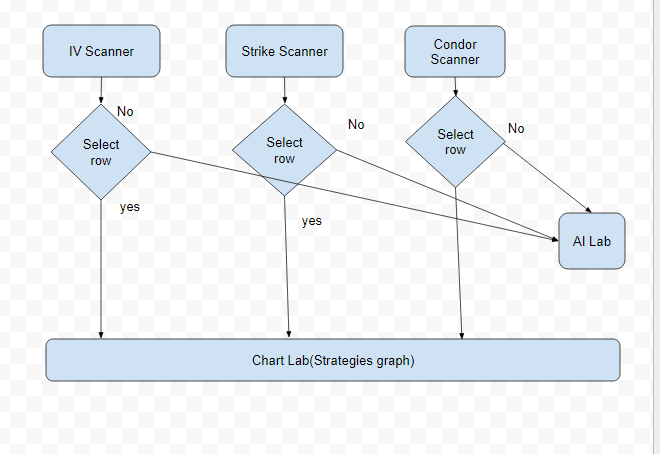 IV Scanner
Strike Scanner
Condor
Scanner
No
No
No
Select
row
Select
row
Select
row
yes
yes
AI Lab
Chart Lab(Strategies graph)